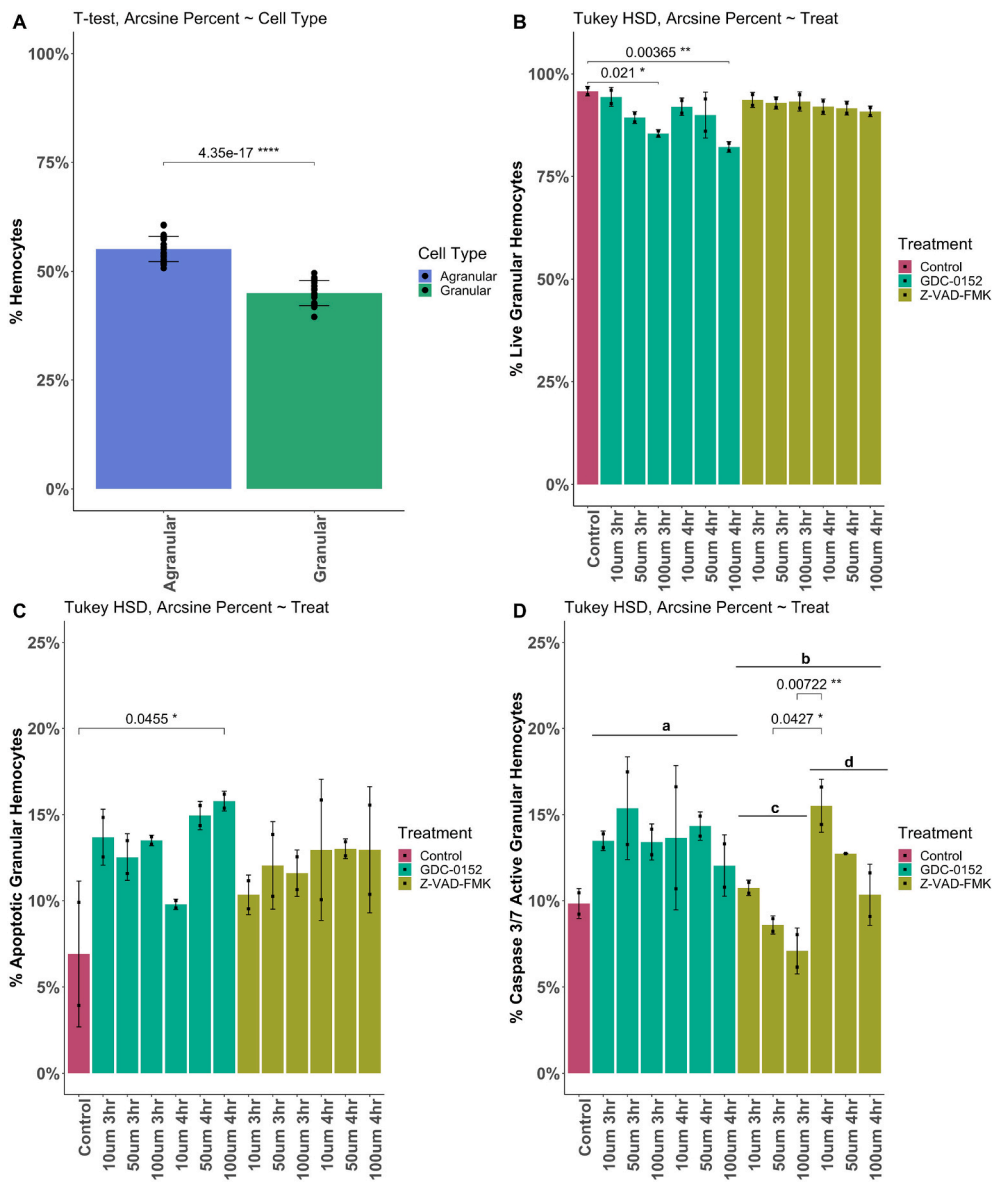 A
T-test, Arcsine Percent ~ Cell Type
100%
75%
50%
25%
0%
% Hemocytes
4.35e-17 ****
Agranular
Granular
Cell Type
Agranular
Granular
B
Tukey HSD, Arcsine Percent ~ Treat
100%
75%
50%
25%
0%
% Live Granular Hemocytes
0.00365 **
0.021 *
Control
10um 3hr
50um 3hr
100um 3hr
10um 4hr
50um 4hr
100um 4hr
10um 3hr
50um 3hr
100um 3hr
10um 4hr
50um 4hr
100um 4hr
Treatment
Control
GDC-0152
Z-VAD-FMK
C
Tukey HSD, Arcsine Percent ~ Treat
25%
20%
15%
10%
5%
0%
% Apoptotic Granular Hemocytes
0.0455 *
Control
10um 3hr
50um 3hr
100um 3hr
10um 4hr
50um 4hr
100um 4hr
10um 3hr
50um 3hr
100um 3hr
10um 4hr
50um 4hr
100um 4hr
Treatment
Control
GDC-0152
Z-VAD-FMK
D
Tukey HSD, Arcsine Percent ~ Treat
25%
20%
15%
10%
5%
0%
% Caspase 3/7 Active Granular Hemocytes
b
0.00722 **
0.0427 *
a
d
c
Control
10um 3hr
50um 3hr
100um 3hr
10um 4hr
50um 4hr
100um 4hr
10um 3hr
50um 3hr
100um 3hr
10um 4hr
50um 4hr
100um 4hr
Treatment
Control
GDC-0152
Z-VAD-FMK